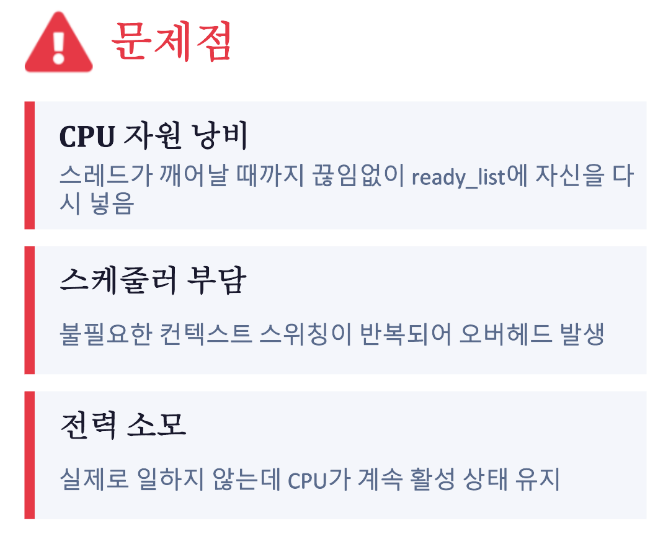 문제점
CPU 자원 낭비
스레드가 깨어날 때까지 끊임없이 ready_list에 자신을 다
시 넣음
스케줄러 부담
불필요한 컨텍스트 스위칭이 반복되어 오버헤드 발생
전력 소모
실제로 일하지 않는데 CPU가 계속 활성 상태 유지